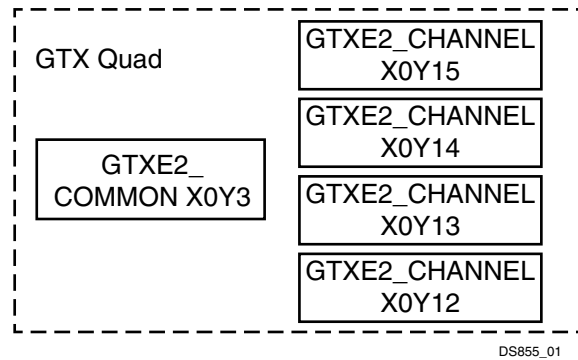 GTX Quad
GTXE2_
COMMON X0Y3
GTXE2_CHANNEL
X0Y15
GTXE2_CHANNEL
X0Y14
GTXE2_CHANNEL
X0Y13
GTXE2_CHANNEL
X0Y12
DS855_01